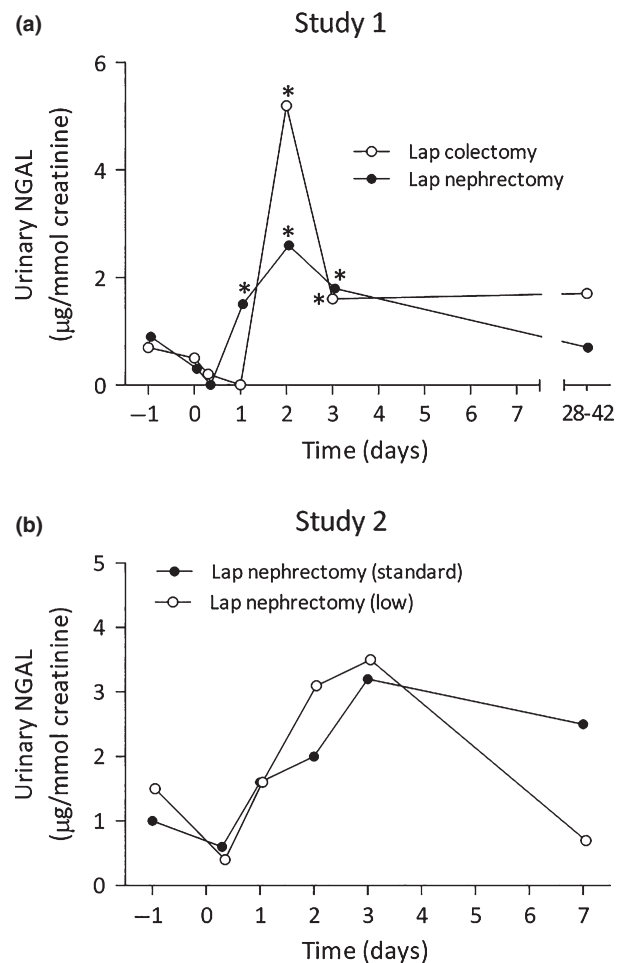 (a)
Study 1
Urinary NGAL
(µg/mmol creatinine)
6
4
2
0
* * * * *
Lap colectomy
Lap nephrectomy
–1 0 1 2 3 4 5 6 7 28-42
Time (days)
(b)
Study 2
Urinary NGAL
(µg/mmol creatinine)
5
4
3
2
1
0
Lap nephrectomy (standard)
Lap nephrectomy (low)
–1 0 1 2 3 4 5 6 7
Time (days)